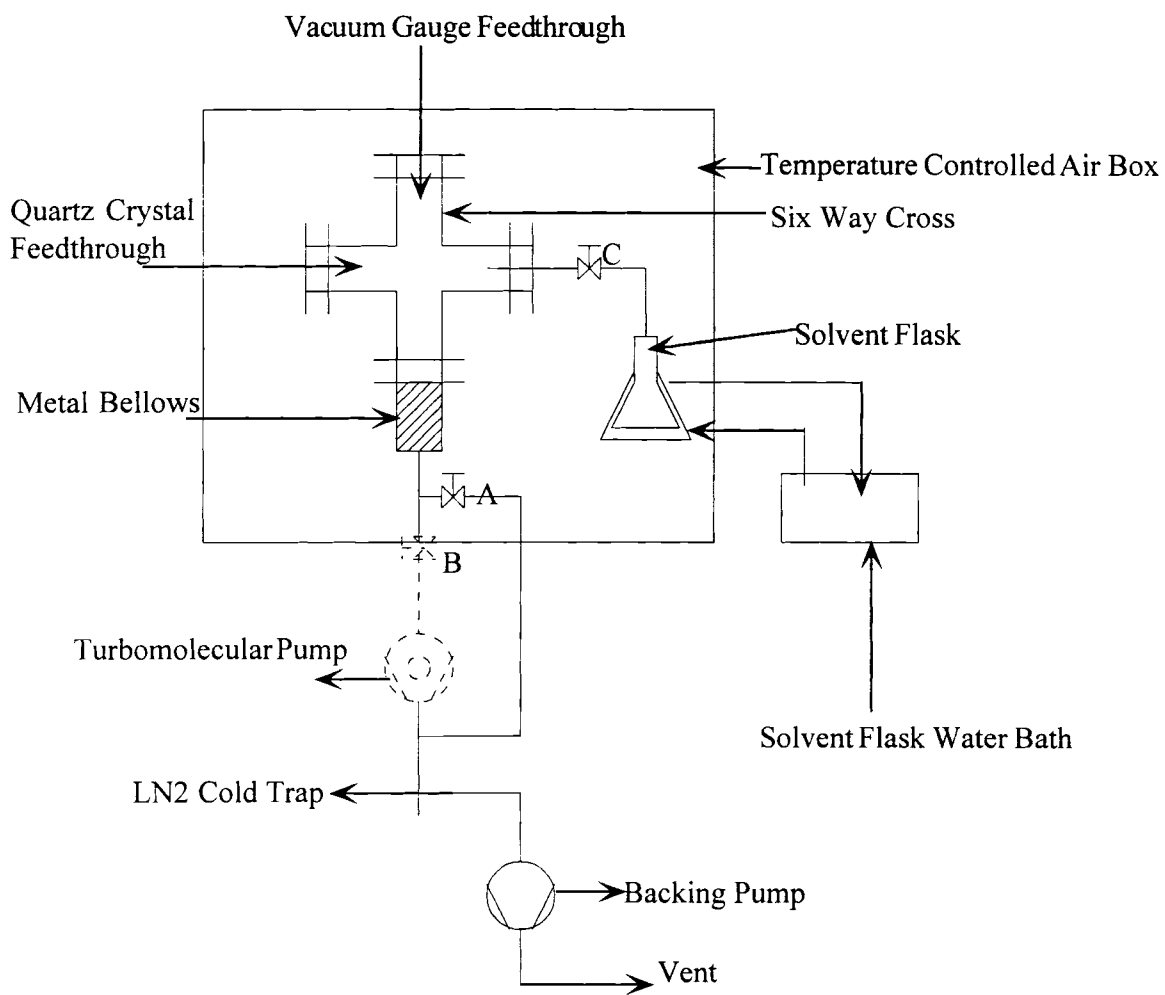 Vacuum Gauge Feedthrough
Temperature Controlled Air Box
Quartz Crystal
Feedthrough
Six Way Cross
C
Solvent Flask
Metal Bellows
A
B
Turbomolecular Pump
Solvent Flask Water Bath
LN2 Cold Trap
Backing Pump
Vent